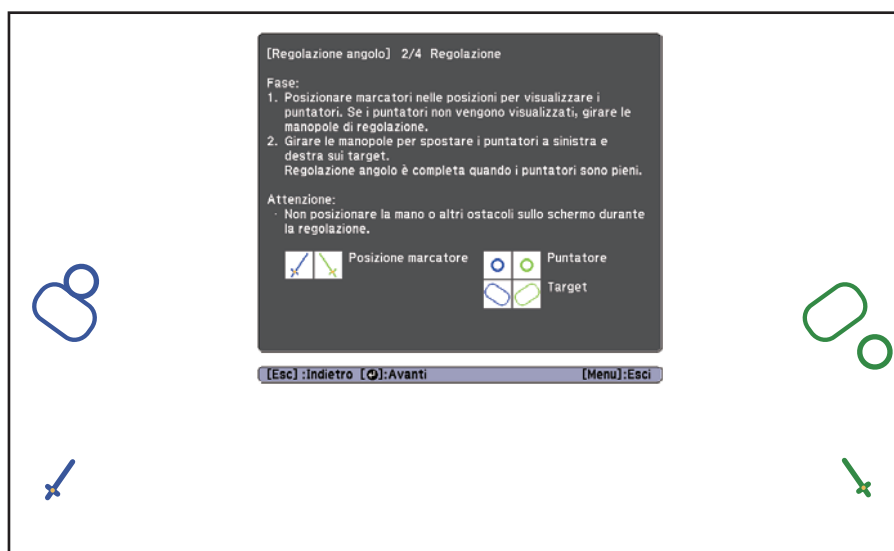 [Regolazione angolo] 2/4 Regolazione
Fase:
1. Posizionare marcatori nelle posizioni per visualizzare i
puntatori. Se i puntatori non vengono visualizzati, girare le
manopole di regolazione.
2. Girare le manopole per spostare i puntatori a sinistra e
destra sui target.
Regolazione angolo è completa quando i puntatori sono pieni.
Attenzione:
· Non posizionare la mano o altri ostacoli sullo schermo durante
la regolazione.
Posizione marcatore
Puntatore
Target
[Esc] :Indietro [⏎]:Avanti [Menu]:Esci